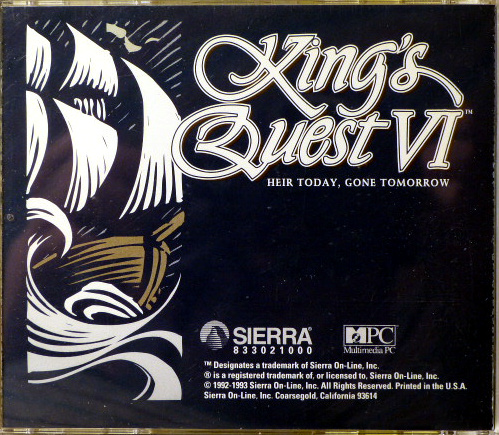 King's
Quest VI™
HEIR TODAY, GONE TOMORROW
SIERRA®
833021000
MPC
Multimedia PC
™ Designates a trademark of Sierra On-Line, Inc.
® is a registered trademark of, or licensed to, Sierra On-Line, Inc.
© 1992-1993 Sierra On-Line, Inc. All Rights Reserved. Printed in the U.S.A.
Sierra On-Line, Inc. Coarsegold, California 93614